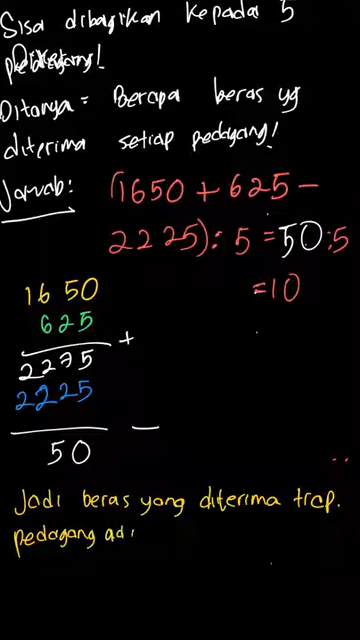 Sisa dibagikan kepada 5
pedagang!
Ditanya = Berapa beras yg
diterima setiap pedagang!
Jawab: (1650 + 625 -
2225) : 5 = 50 : 5
= 10
1650
625
+
2275
2225
—
50
Jadi beras yang diterima tiap.
pedagang ad